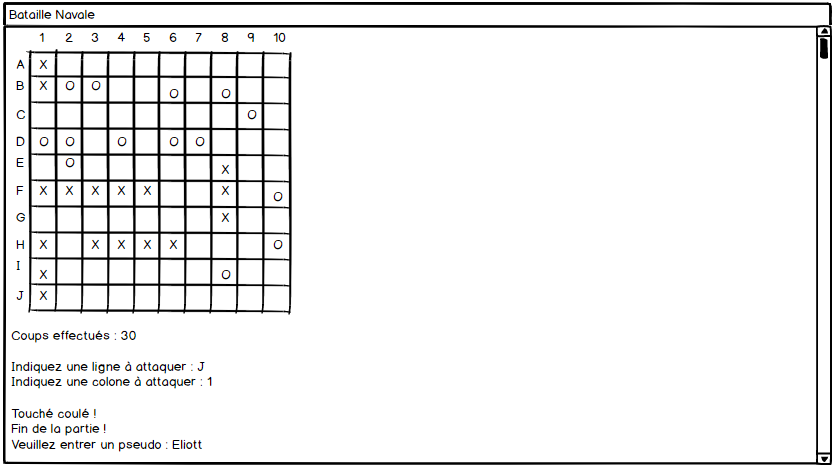 Bataille Navale
1 2 3 4 5 6 7 8 9 10
A X
B X O O O O
C O
D O O O O O
E O X
F X X X X X X O
G X
H X X X X X O
I X O
J X
Coups effectués : 30
Indiquez une ligne à attaquer : J
Indiquez une colone à attaquer : 1
Touché coulé !
Fin de la partie !
Veuillez entrer un pseudo : Eliott